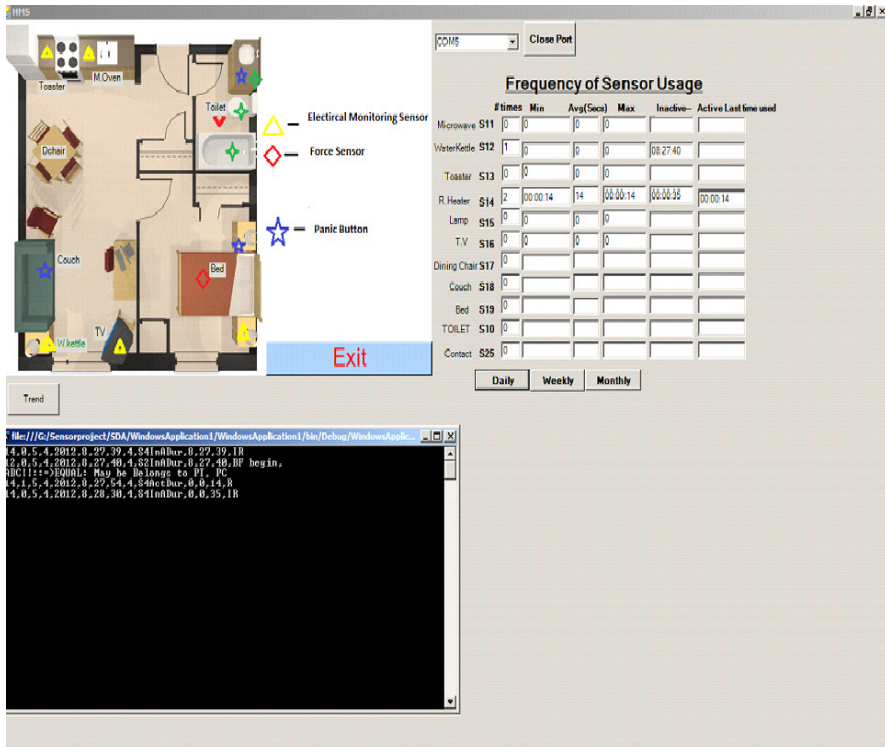 HMS
COM5
Close Port
Toaster
M.Oven
Toilet
Dchair
Couch
Bed
TV
W.kettle
Electircal Monitoring Sensor
Force Sensor
Panic Button
Exit
Trend
Frequency of Sensor Usage
# times Min Avg(Secs) Max Inactive-- Active Last time used
Microwave S11 0 0 0 0
WaterKettle S12 1 0 0 0 08:27:40
Toaster S13 0 0 0 0
R.Heater S14 2 00:00:14 14 00:00:14 00:00:35 00:00:14
Lamp S15 0 0 0 0
T.V S16 0 0 0 0
Dining Chair S17 0
Couch S18 0
Bed S19 0
TOILET S10 0
Contact S25 0
Daily Weekly Monthly
file:///G:/Sensorproject/SDA/WindowsApplication1/WindowsApplication1/bin/Debug/WindowsApplic...
14,0,5,4,2012,8,27,39,4,S4InADur,8,27,39,IR
12,0,5,4,2012,8,27,40,4,S2InADur,8,27,40,BF begin,
ABC!!::=>EQUAL: May be Belongs to PI, PC
14,1,5,4,2012,8,27,54,4,S4ActDur,0,0,14,R
14,0,5,4,2012,8,28,30,4,S4InADur,0,0,35,IR